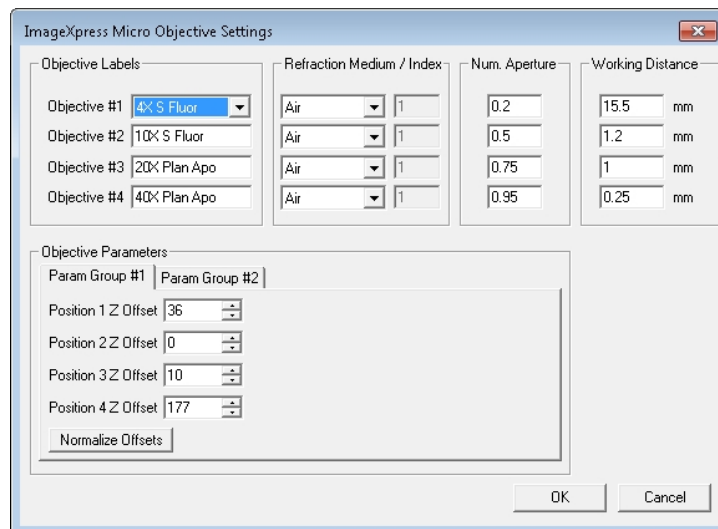 ImageXpress Micro Objective Settings
Objective Labels
Refraction Medium / Index
Num. Aperture
Working Distance
Objective #1 4X S Fluor Air 1 0.2 15.5 mm
Objective #2 10X S Fluor Air 1 0.5 1.2 mm
Objective #3 20X Plan Apo Air 1 0.75 1 mm
Objective #4 40X Plan Apo Air 1 0.95 0.25 mm
Objective Parameters
Param Group #1 Param Group #2
Position 1 Z Offset 36
Position 2 Z Offset 0
Position 3 Z Offset 10
Position 4 Z Offset 177
Normalize Offsets
OK Cancel